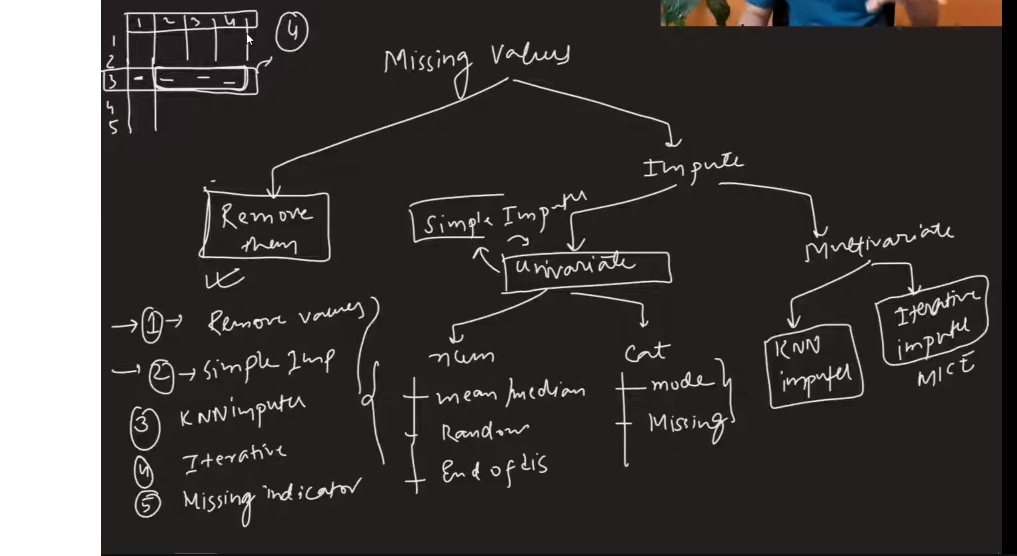 1 2 3 4
1
2
3
4
5
4
Missing Values
Impute
Remove
them
Simple Imputer
Univariate
Multivariate
KNN
imputer
Iterative
imputer
MICE
1 → Remove values
2 → Simple Imp
3 KNN imputer
4 Iterative
5 Missing indicator
num
mean/median
Random
End of dis
Cat
mode
Missing